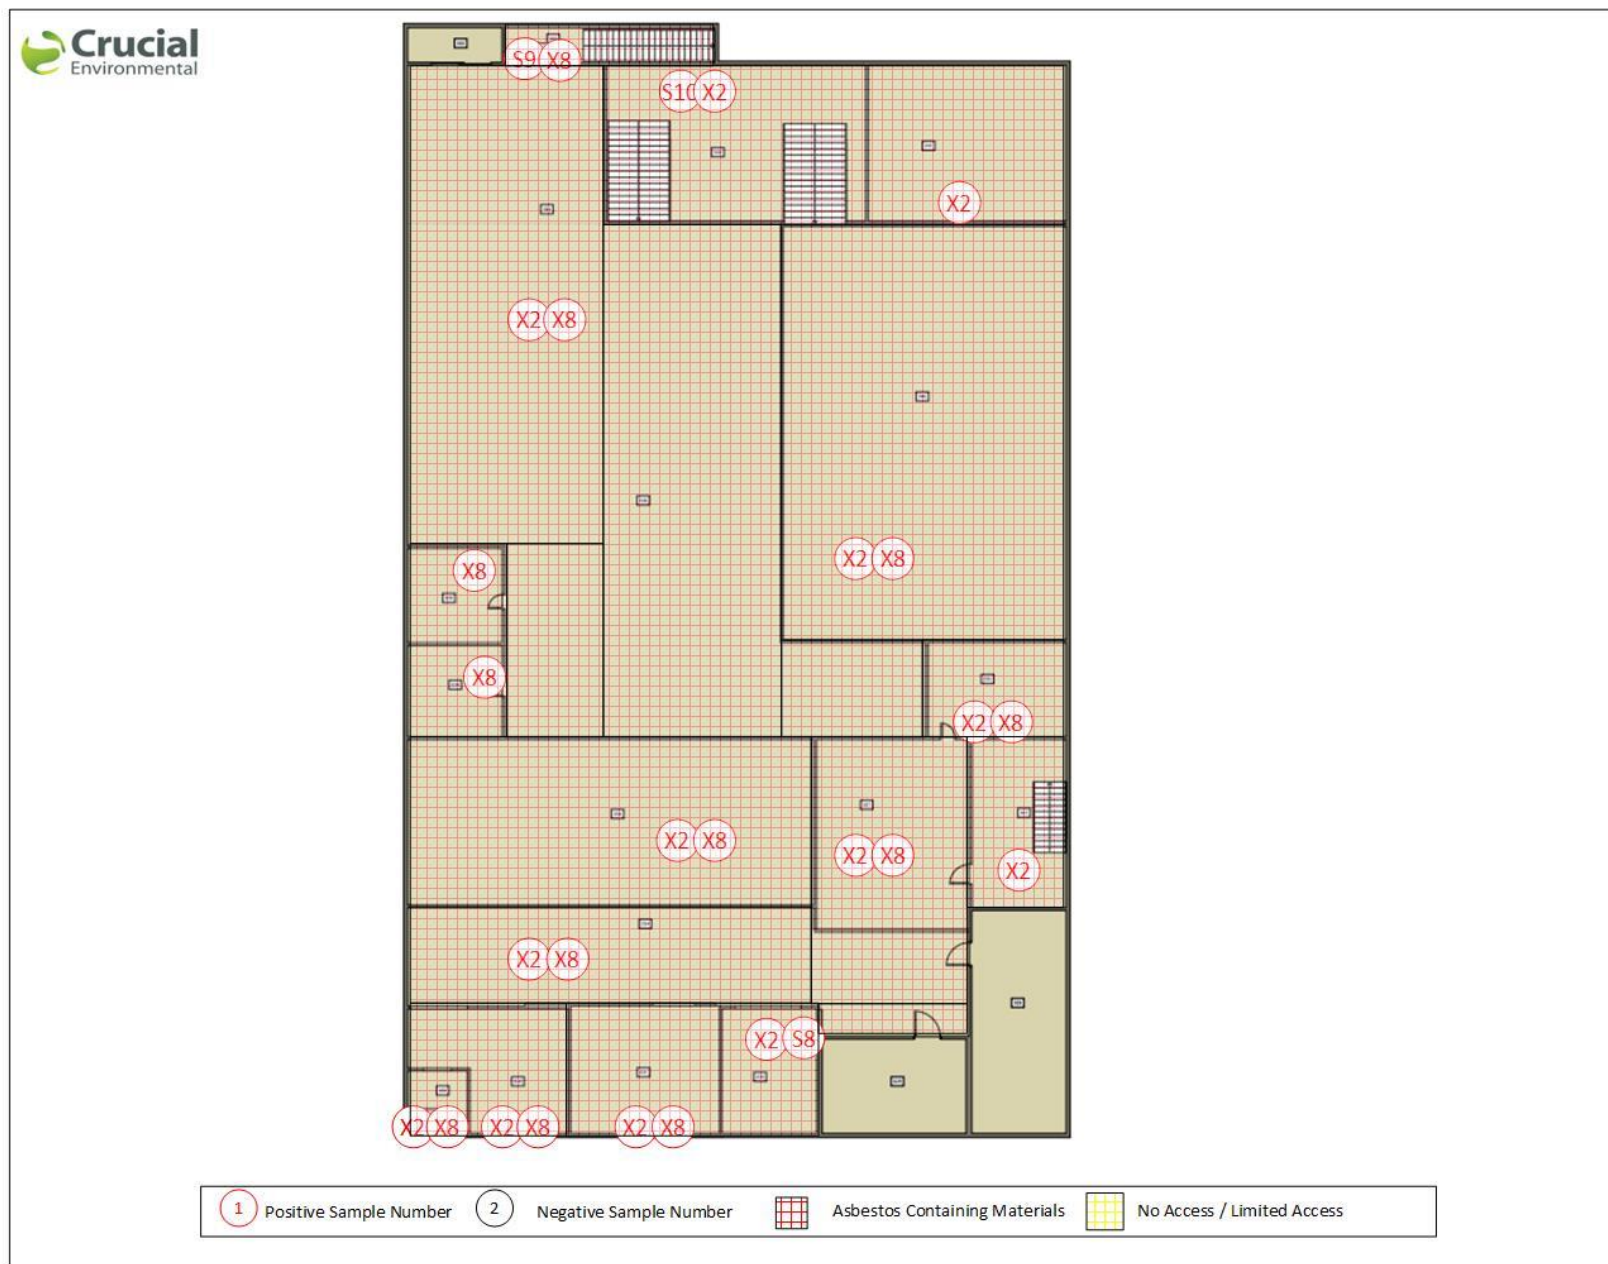 Crucial
Environmental
S9 X8
S10 X2
X2
X2 X8
X2 X8
X8
X8
X2 X8
X2 X8
X2 X8
X2
X2 X8
X2 S8
X2 X8 X2 X8 X2 X8
1 Positive Sample Number 2 Negative Sample Number Asbestos Containing Materials No Access / Limited Access